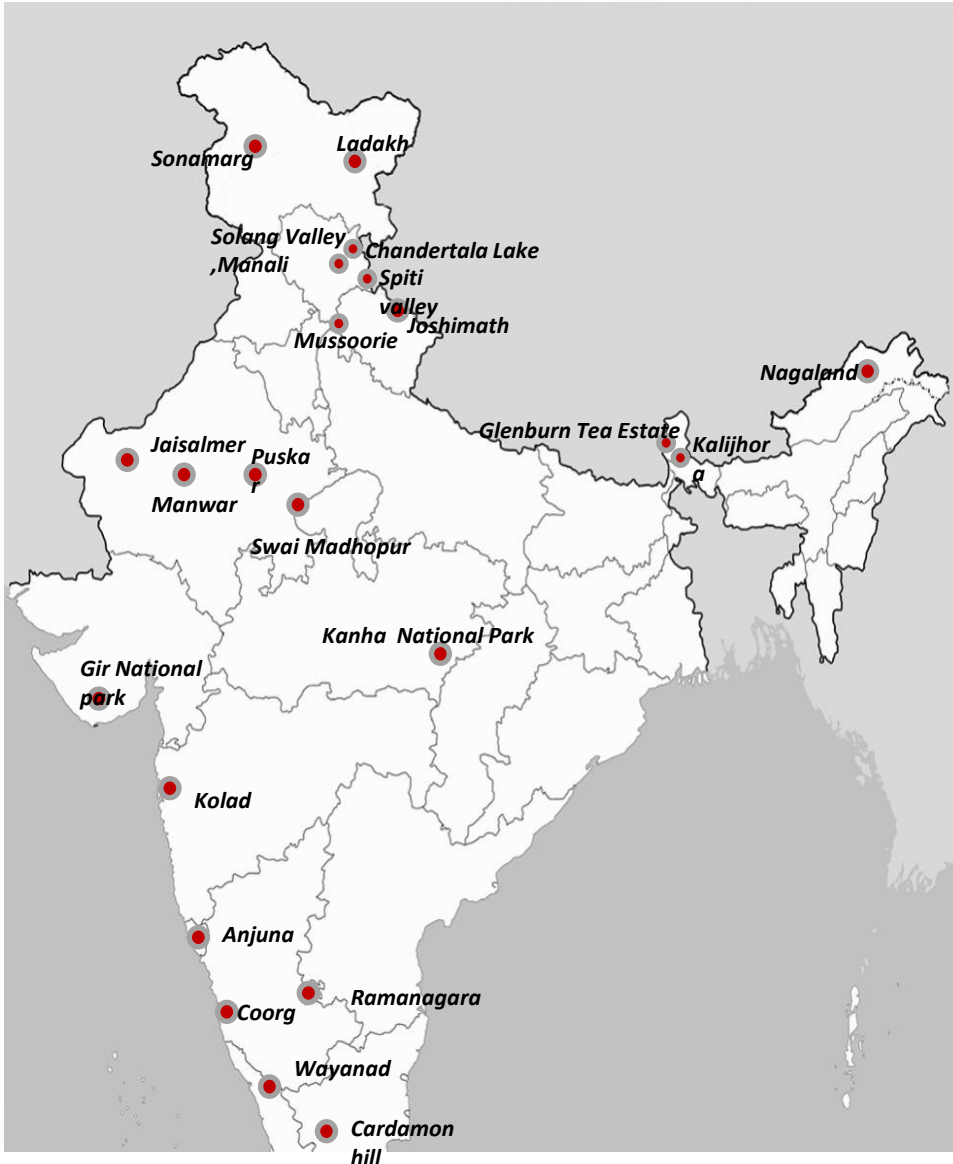 Sonamarg
Ladakh
Solang Valley
,Manali
Chandertala Lake
Spiti
valley
Joshimath
Mussoorie
Nagaland
Glenburn Tea Estate
Kalijhor
a
Jaisalmer
Puska
r
Manwar
Swai Madhopur
Kanha National Park
Gir National
park
Kolad
Anjuna
Ramanagara
Coorg
Wayanad
Cardamon
hill